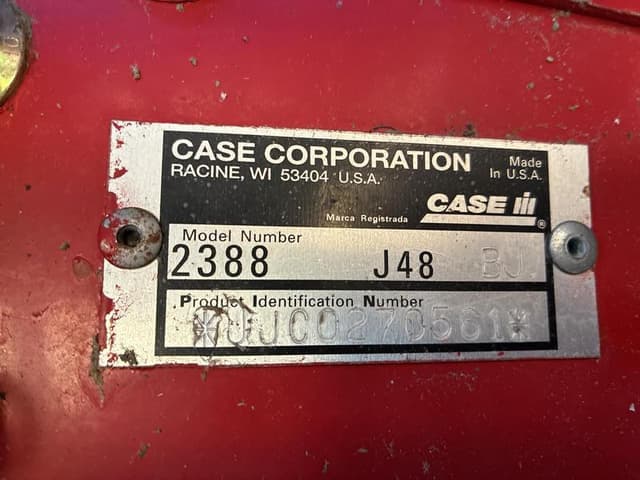 CASE CORPORATION
RACINE, WI 53404 U.S.A.
Made
In U.S.A.
CASE III
Marca Registrada
®
Model Number
2388 J48 BJ
Product Identification Number
*JJC0270561*